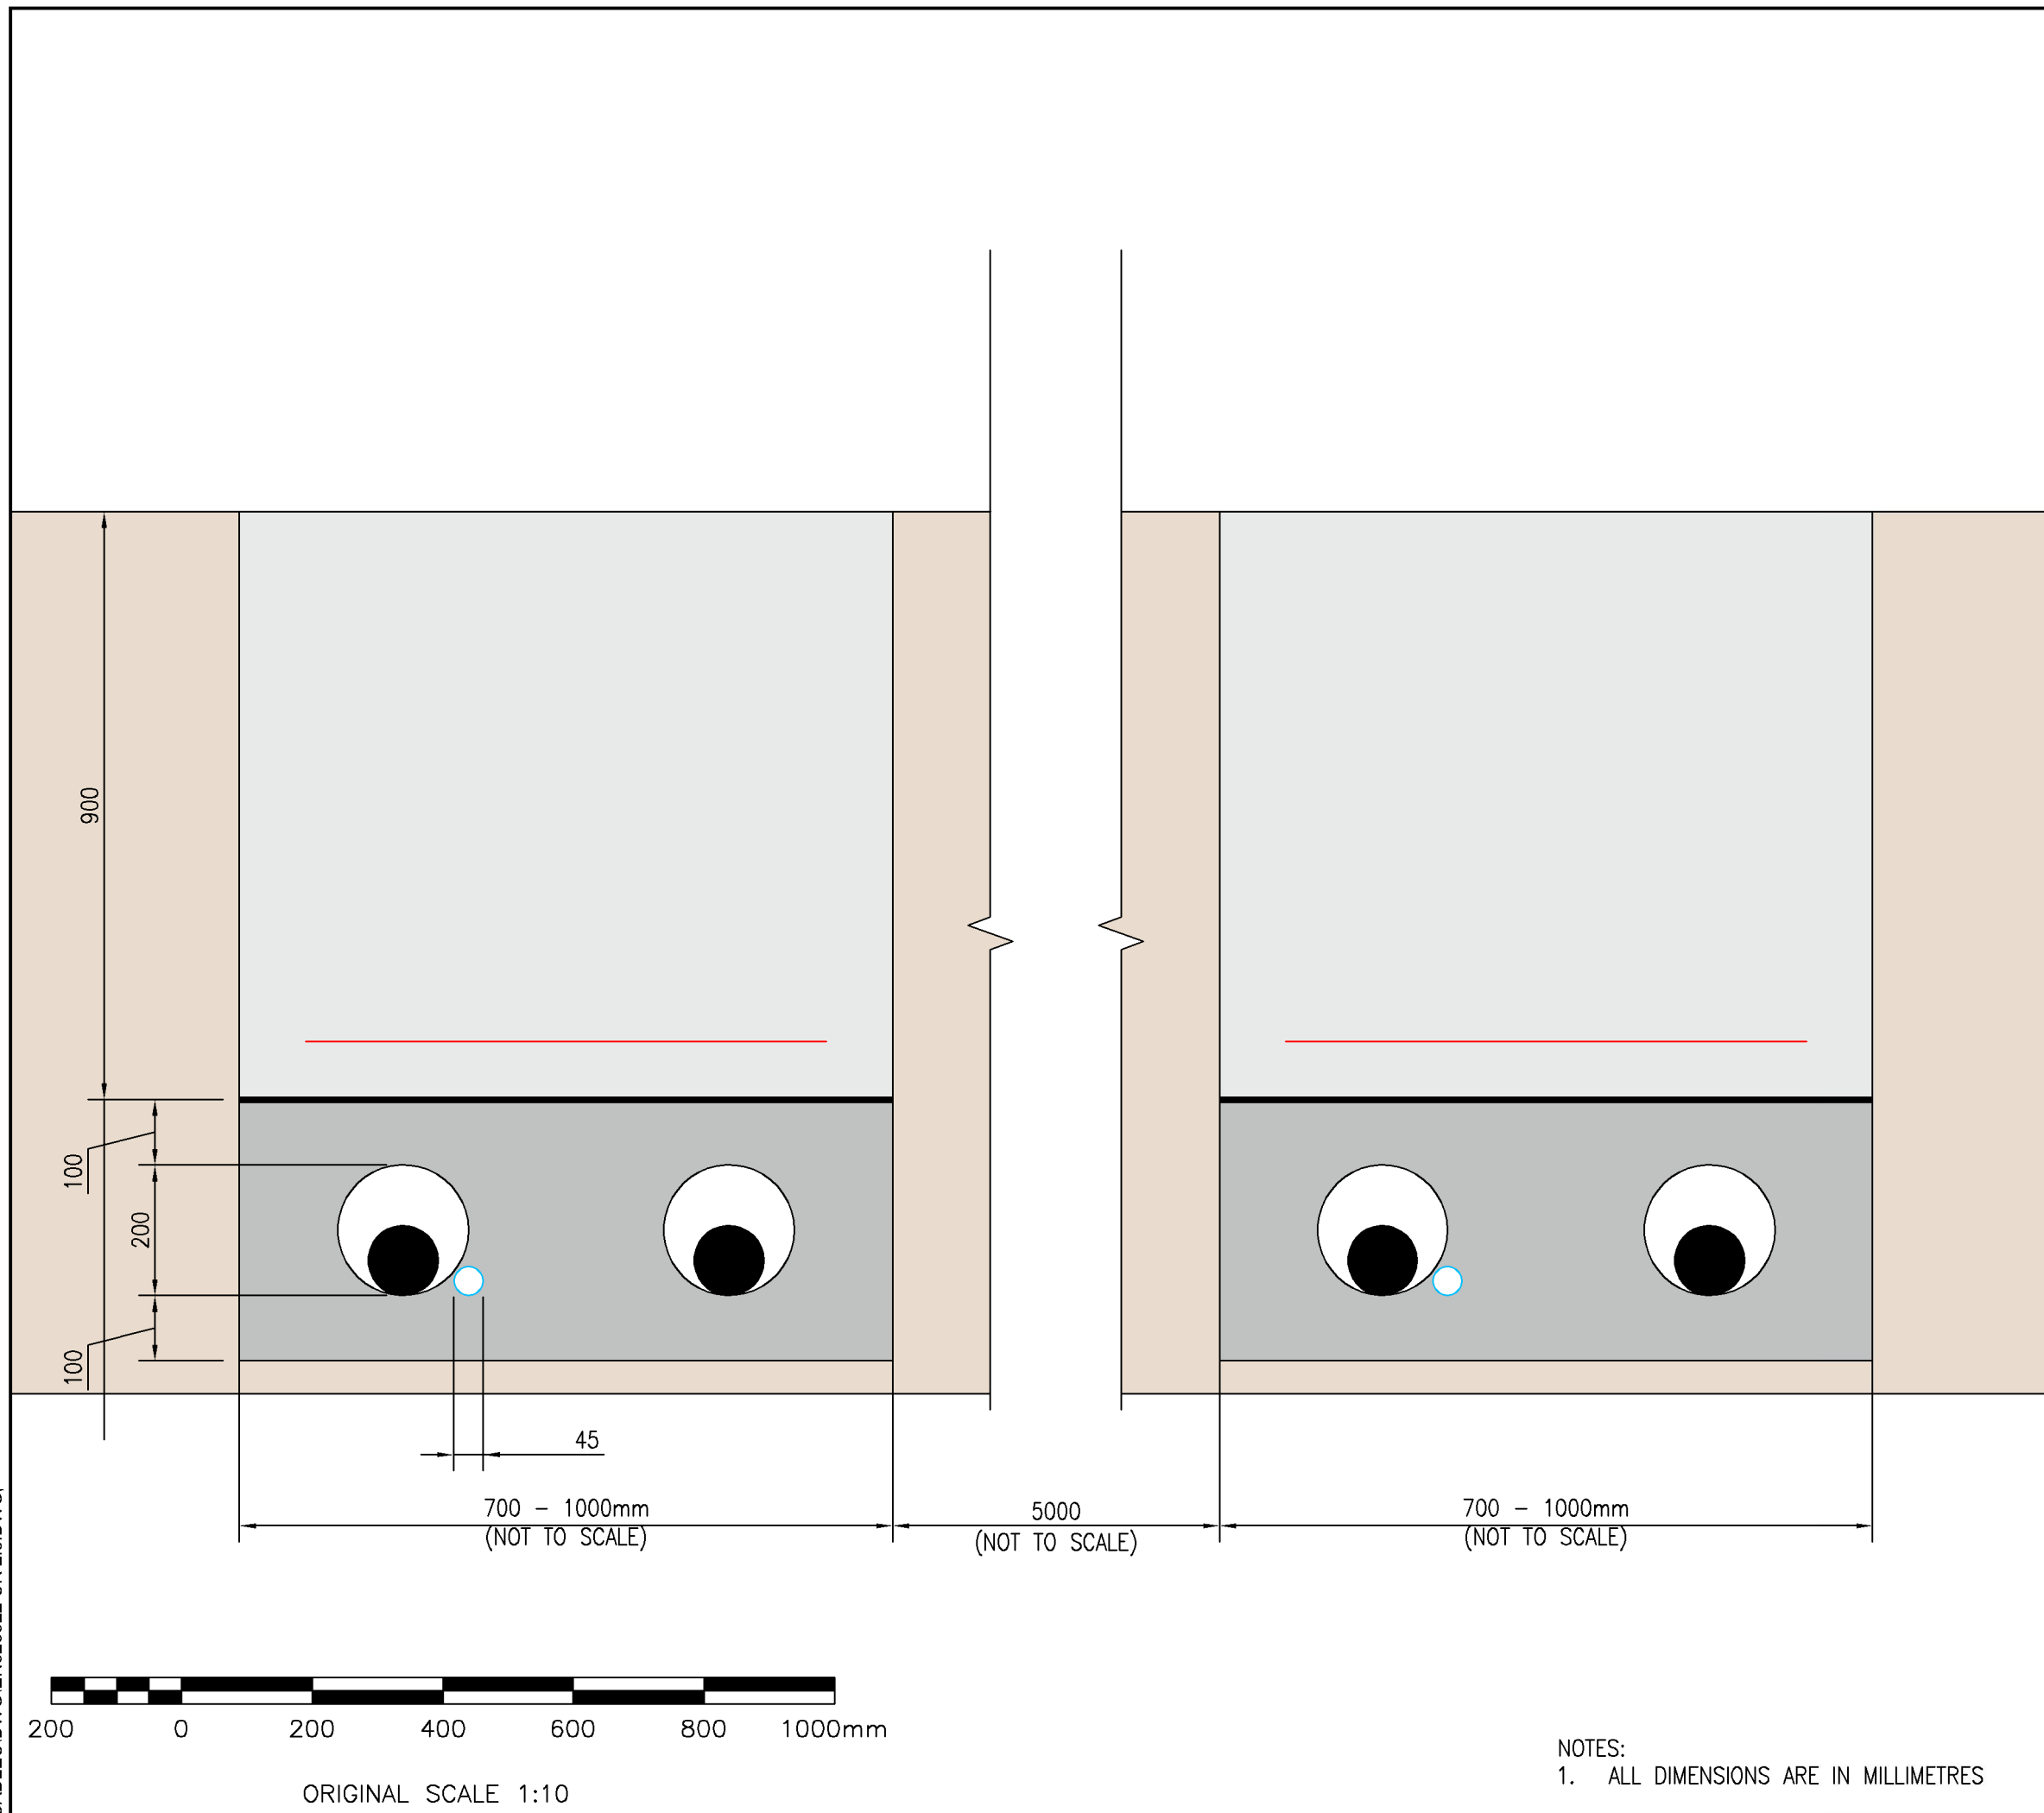 900
100
200
100
45
700 - 1000mm
(NOT TO SCALE)
5000
(NOT TO SCALE)
700 - 1000mm
(NOT TO SCALE)
200 0 200 400 600 800 1000mm
ORIGINAL SCALE 1:10
NOTES:
1. ALL DIMENSIONS ARE IN MILLIMETRES